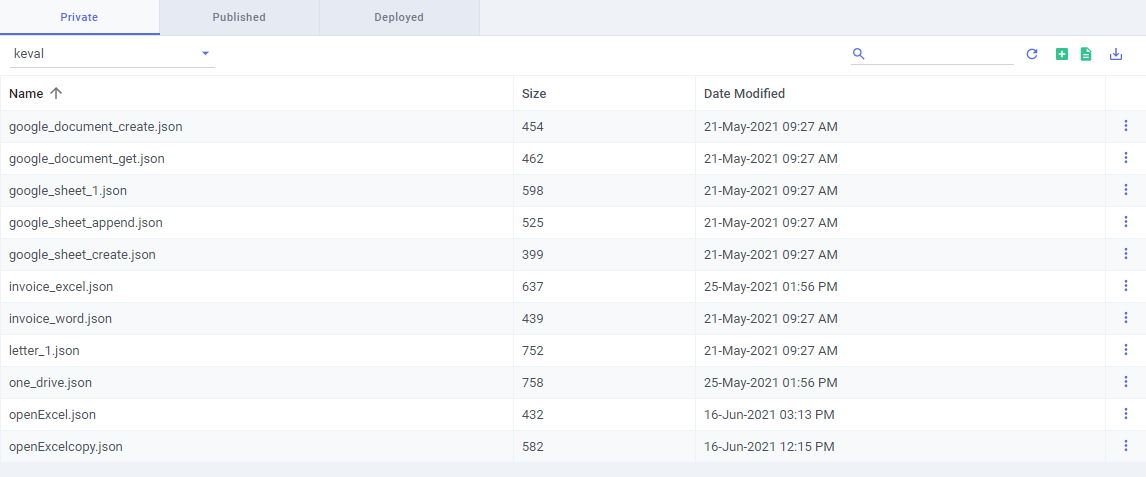 Private Published Deployed
keval
Name Size Date Modified
google_document_create.json 454 21-May-2021 09:27 AM
google_document_get.json 462 21-May-2021 09:27 AM
google_sheet_1.json 598 21-May-2021 09:27 AM
google_sheet_append.json 525 21-May-2021 09:27 AM
google_sheet_create.json 399 21-May-2021 09:27 AM
invoice_excel.json 637 25-May-2021 01:56 PM
invoice_word.json 439 21-May-2021 09:27 AM
letter_1.json 752 21-May-2021 09:27 AM
one_drive.json 758 25-May-2021 01:56 PM
openExcel.json 432 16-Jun-2021 03:13 PM
openExcelcopy.json 582 16-Jun-2021 12:15 PM